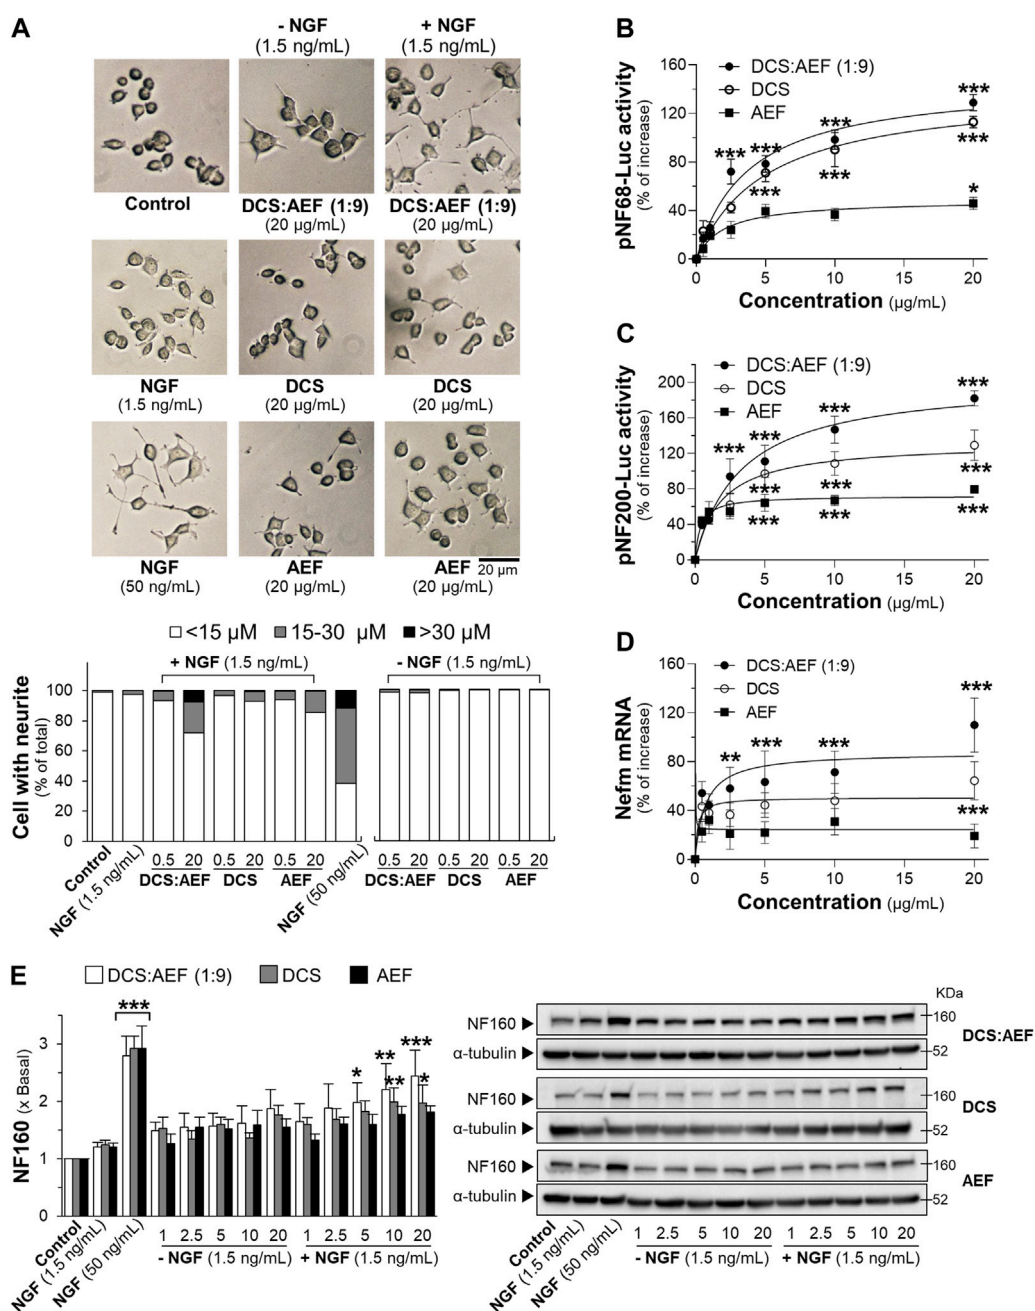 A
- NGF
(1.5 ng/mL)
+ NGF
(1.5 ng/mL)
Control
DCS:AEF (1:9)
(20 µg/mL)
DCS:AEF (1:9)
(20 µg/mL)
NGF
(1.5 ng/mL)
DCS
(20 µg/mL)
DCS
(20 µg/mL)
NGF
(50 ng/mL)
AEF
(20 µg/mL)
AEF
(20 µg/mL)
20 µm
<15 µM 15-30 µM >30 µM
+ NGF (1.5 ng/mL)
- NGF (1.5 ng/mL)
Cell with neurite
(% of total)
100
80
60
40
20
0
0.5 20 0.5 20 0.5 20
DCS:AEF DCS AEF
0.5 20 0.5 20 0.5 20
DCS:AEF DCS AEF
Control
NGF (1.5 ng/mL)
NGF (50 ng/mL)
B
DCS:AEF (1:9)
DCS
AEF
pNF68-Luc activity
(% of increase)
160
120
80
40
0
*** *** *** ***
*** *** ***
*
0 5 10 15 20
Concentration (µg/mL)
C
DCS:AEF (1:9)
DCS
AEF
pNF200-Luc activity
(% of increase)
200
160
120
80
40
0
*** *** *** ***
*** *** ***
*** *** ***
0 5 10 15 20
Concentration (µg/mL)
D
DCS:AEF (1:9)
DCS
AEF
Nefm mRNA
(% of increase)
160
120
80
40
0
** *** *** ***
***
0 5 10 15 20
Concentration (µg/mL)
E
DCS:AEF (1:9) DCS AEF
NF160 (x Basal)
3
2
1
0
***
* ** ***
** *
Control
NGF (1.5 ng/mL)
NGF (50 ng/mL)
1 2.5 5 10 20 1 2.5 5 10 20
- NGF (1.5 ng/mL) + NGF (1.5 ng/mL)
KDa
NF160 160
DCS:AEF
α-tubulin 52
NF160 160
DCS
α-tubulin 52
NF160 160
AEF
α-tubulin 52
Control
NGF (1.5 ng/mL)
NGF (50 ng/mL)
1 2.5 5 10 20 1 2.5 5 10 20
- NGF (1.5 ng/mL) + NGF (1.5 ng/mL)